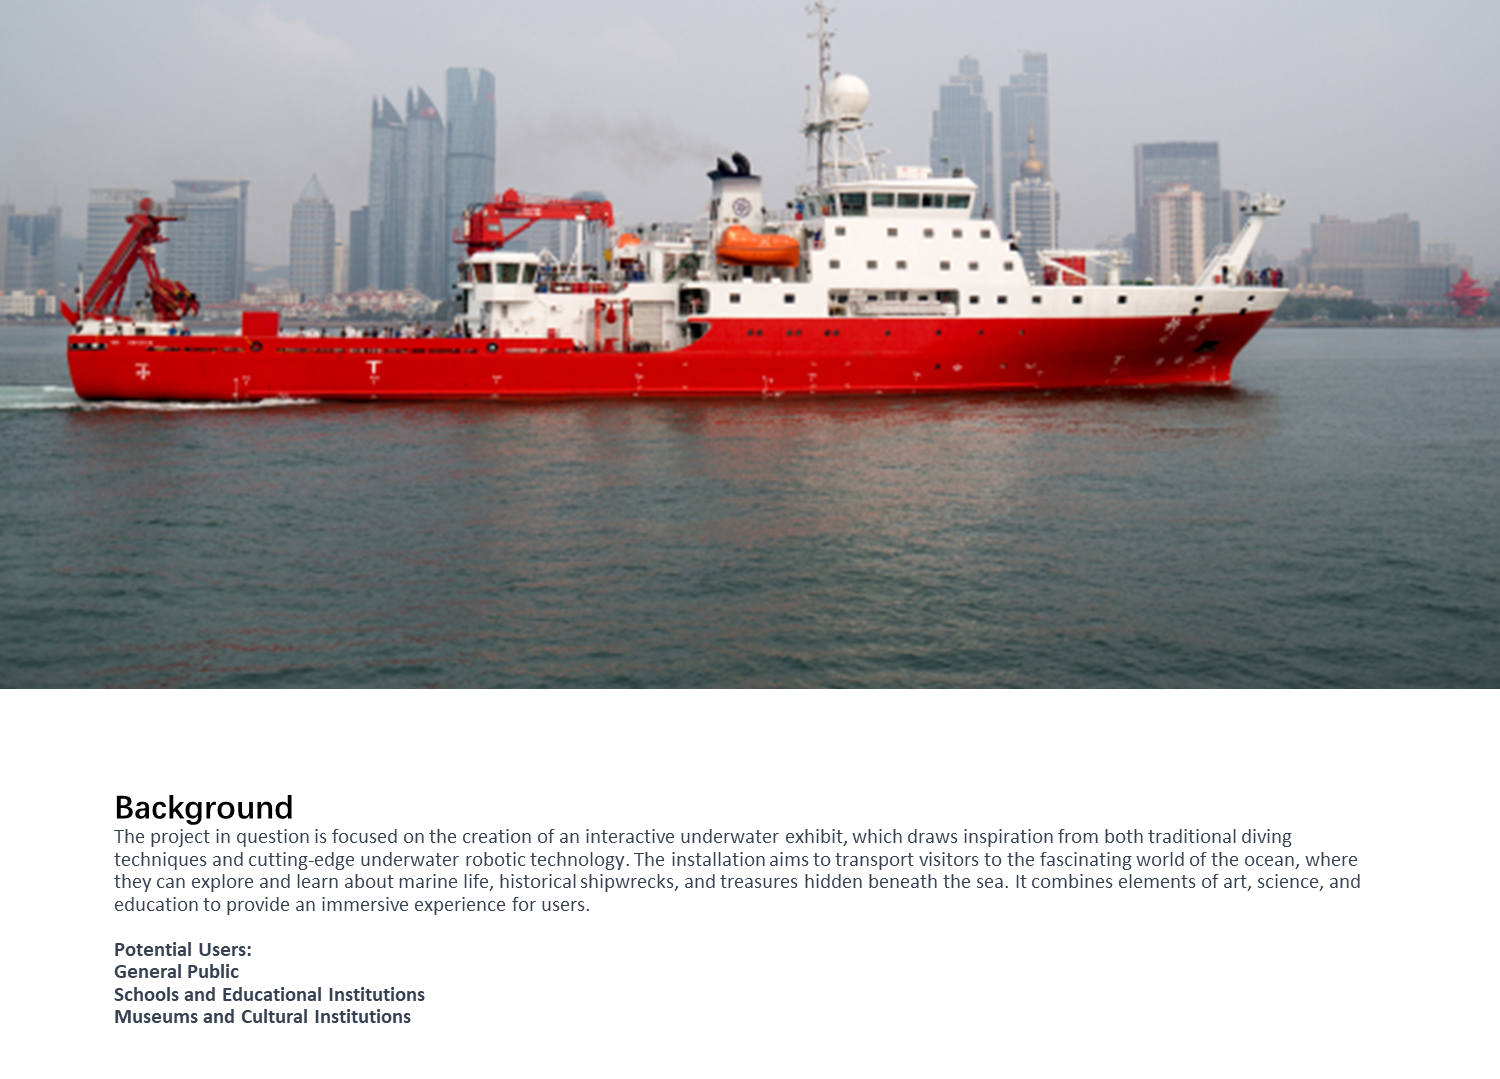 Background
The project in question is focused on the creation of an interactive underwater exhibit, which draws inspiration from both traditional diving
techniques and cutting-edge underwater robotic technology. The installation aims to transport visitors to the fascinating world of the ocean, where
they can explore and learn about marine life, historical shipwrecks, and treasures hidden beneath the sea. It combines elements of art, science, and
education to provide an immersive experience for users.
Potential Users:
General Public
Schools and Educational Institutions
Museums and Cultural Institutions